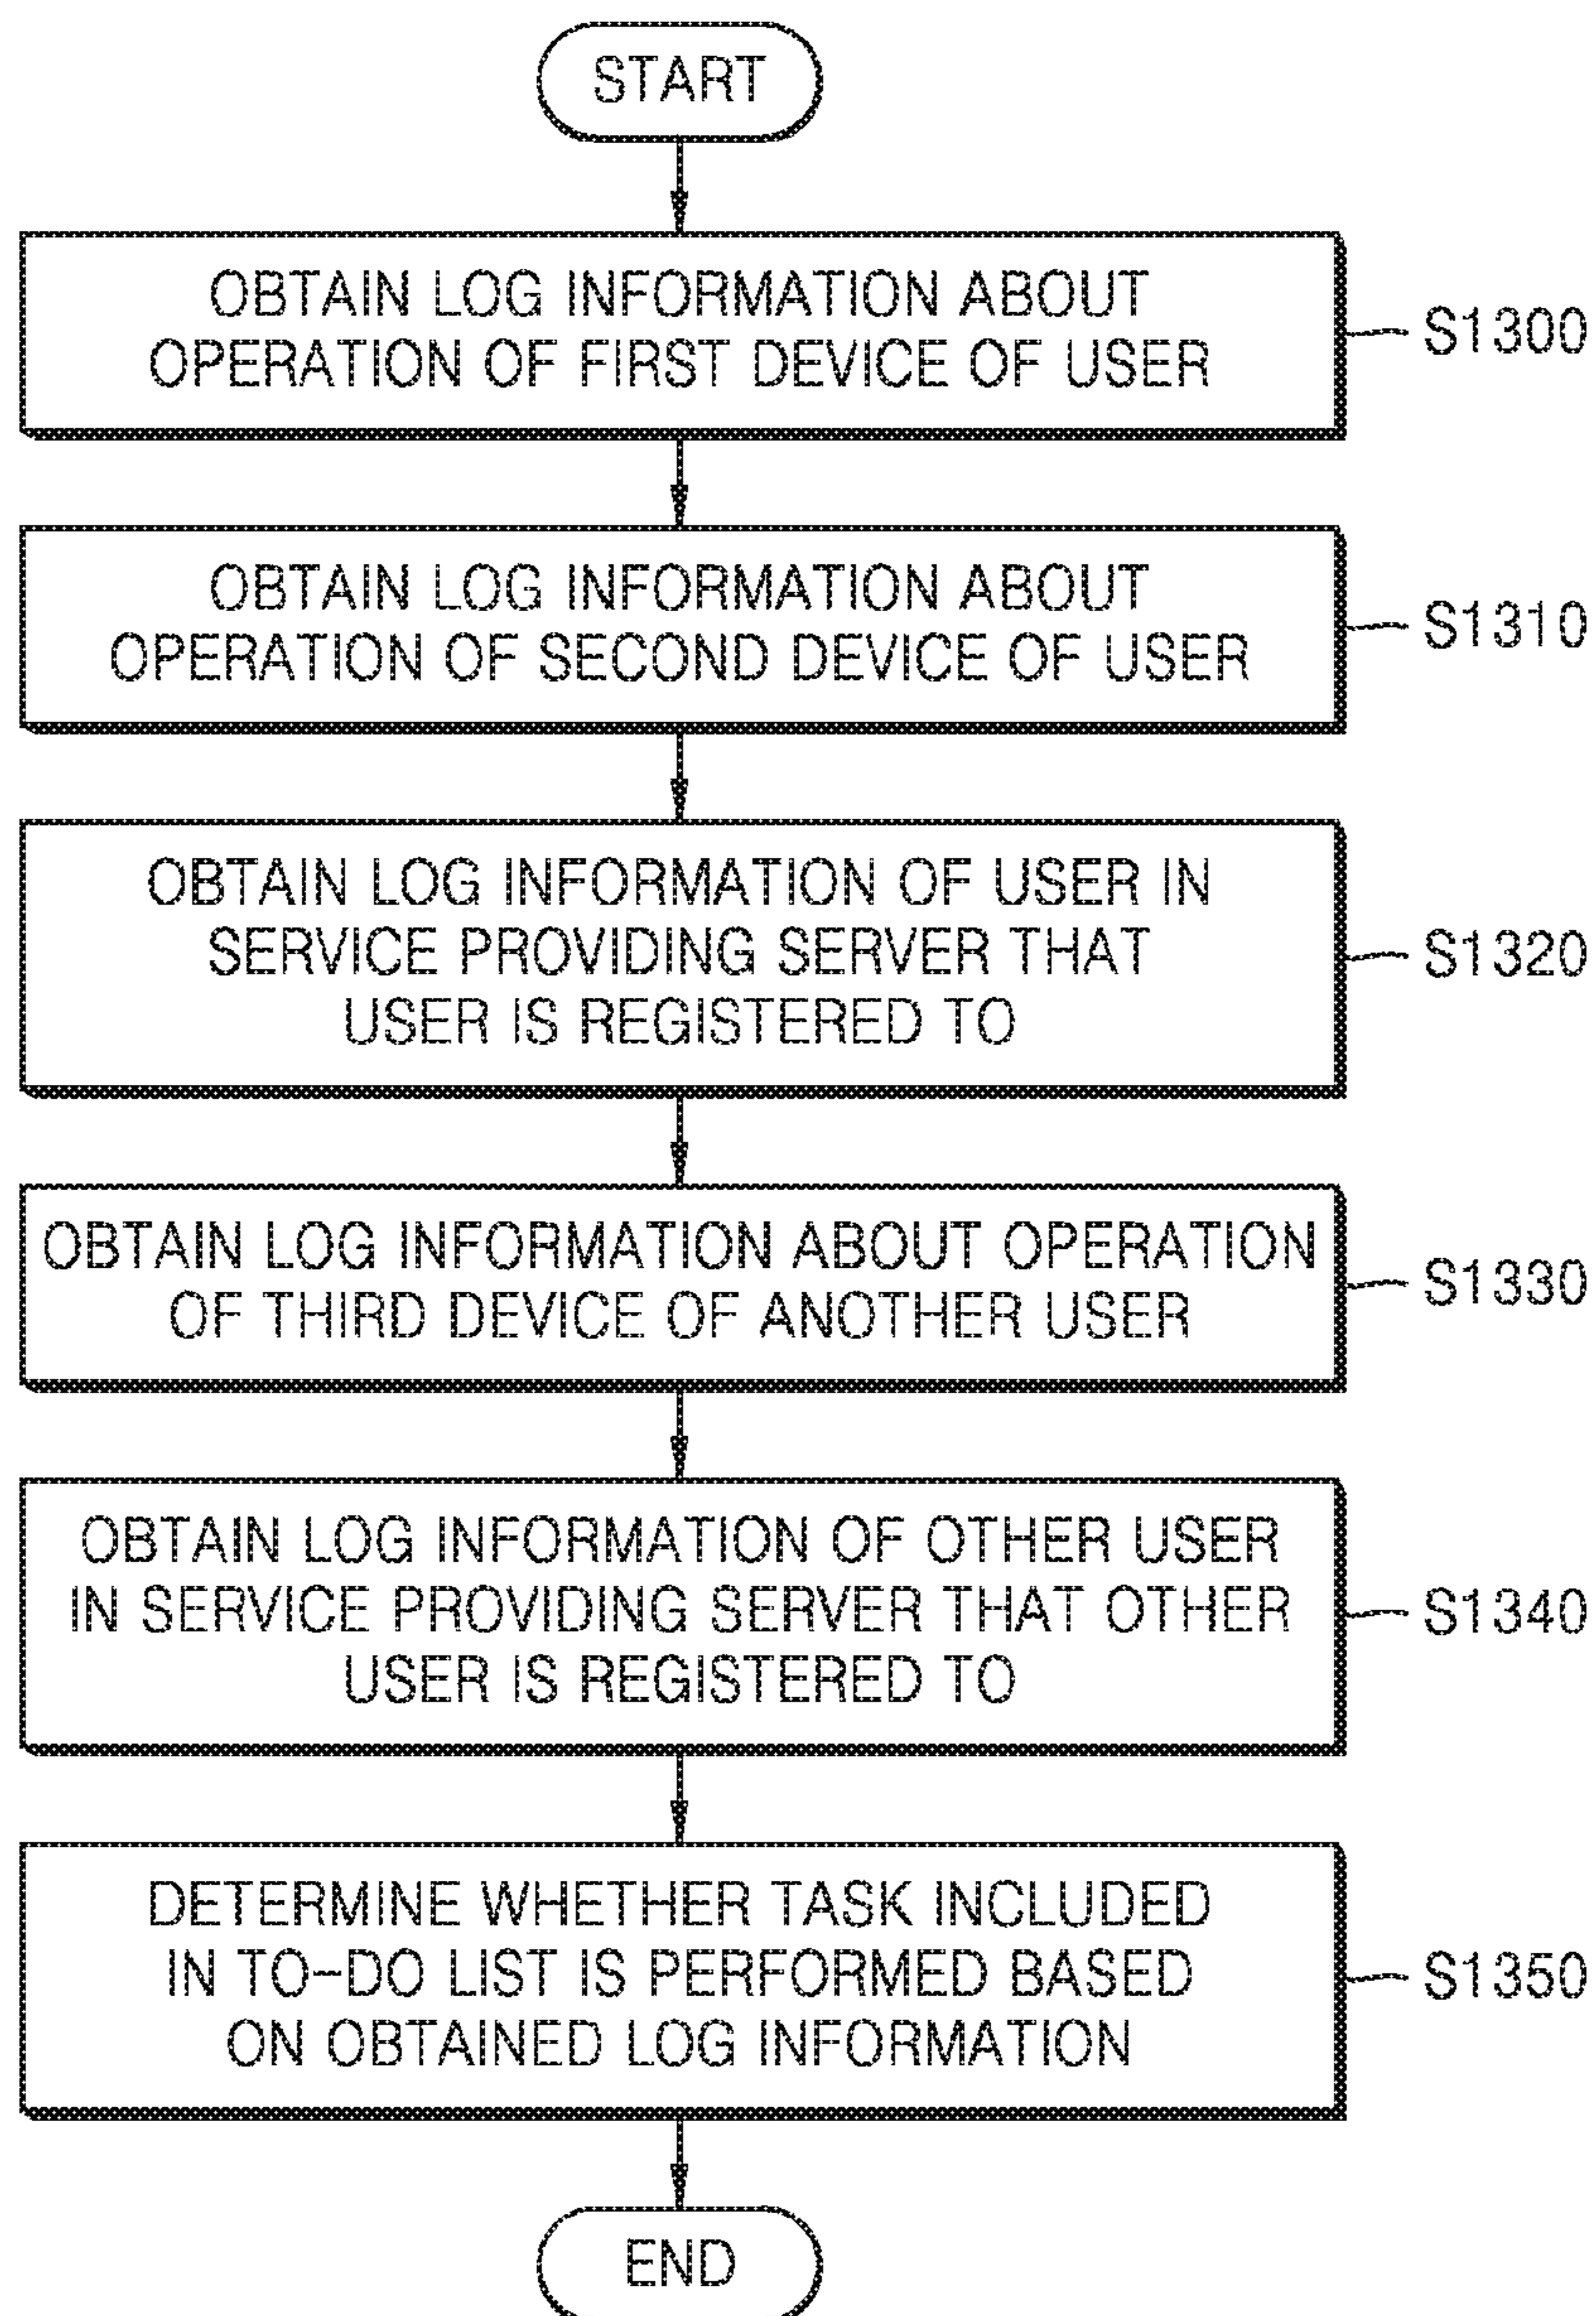 START
OBTAIN LOG INFORMATION ABOUT
OPERATION OF FIRST DEVICE OF USER
S1300
OBTAIN LOG INFORMATION ABOUT
OPERATION OF SECOND DEVICE OF USER
S1310
OBTAIN LOG INFORMATION OF USER IN
SERVICE PROVIDING SERVER THAT
USER IS REGISTERED TO
S1320
OBTAIN LOG INFORMATION ABOUT OPERATION
OF THIRD DEVICE OF ANOTHER USER
S1330
OBTAIN LOG INFORMATION OF OTHER USER
IN SERVICE PROVIDING SERVER THAT OTHER
USER IS REGISTERED TO
S1340
DETERMINE WHETHER TASK INCLUDED
IN TO-DO LIST IS PERFORMED BASED
ON OBTAINED LOG INFORMATION
S1350
END